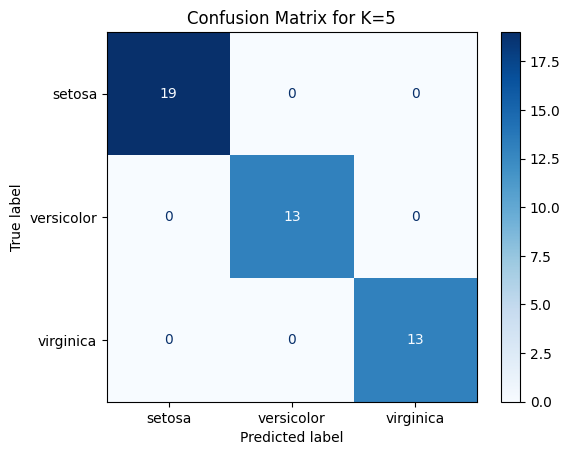 Confusion Matrix for K=5
setosa
versicolor
virginica
True label
19 0 0
0 13 0
0 0 13
setosa versicolor virginica
Predicted label
17.5
15.0
12.5
10.0
7.5
5.0
2.5
0.0